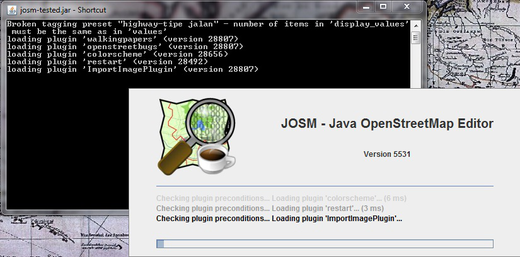 josm-tested.jar - Shortcut
Broken tagging preset "highway-tipe jalan" - number of items in 'display_values'
must be the same as in 'values'
loading plugin 'walkingpapers' (version 28807)
loading plugin 'openstreetbugs' (version 28807)
loading plugin 'colorscheme' (version 28656)
loading plugin 'restart' (version 28492)
loading plugin 'ImportImagePlugin' (version 28807)
JOSM - Java OpenStreetMap Editor
Version 5531
Checking plugin preconditions... Loading plugin 'colorscheme'... (6 ms)
Checking plugin preconditions... Loading plugin 'restart'... (3 ms)
Checking plugin preconditions... Loading plugin 'ImportImagePlugin'...